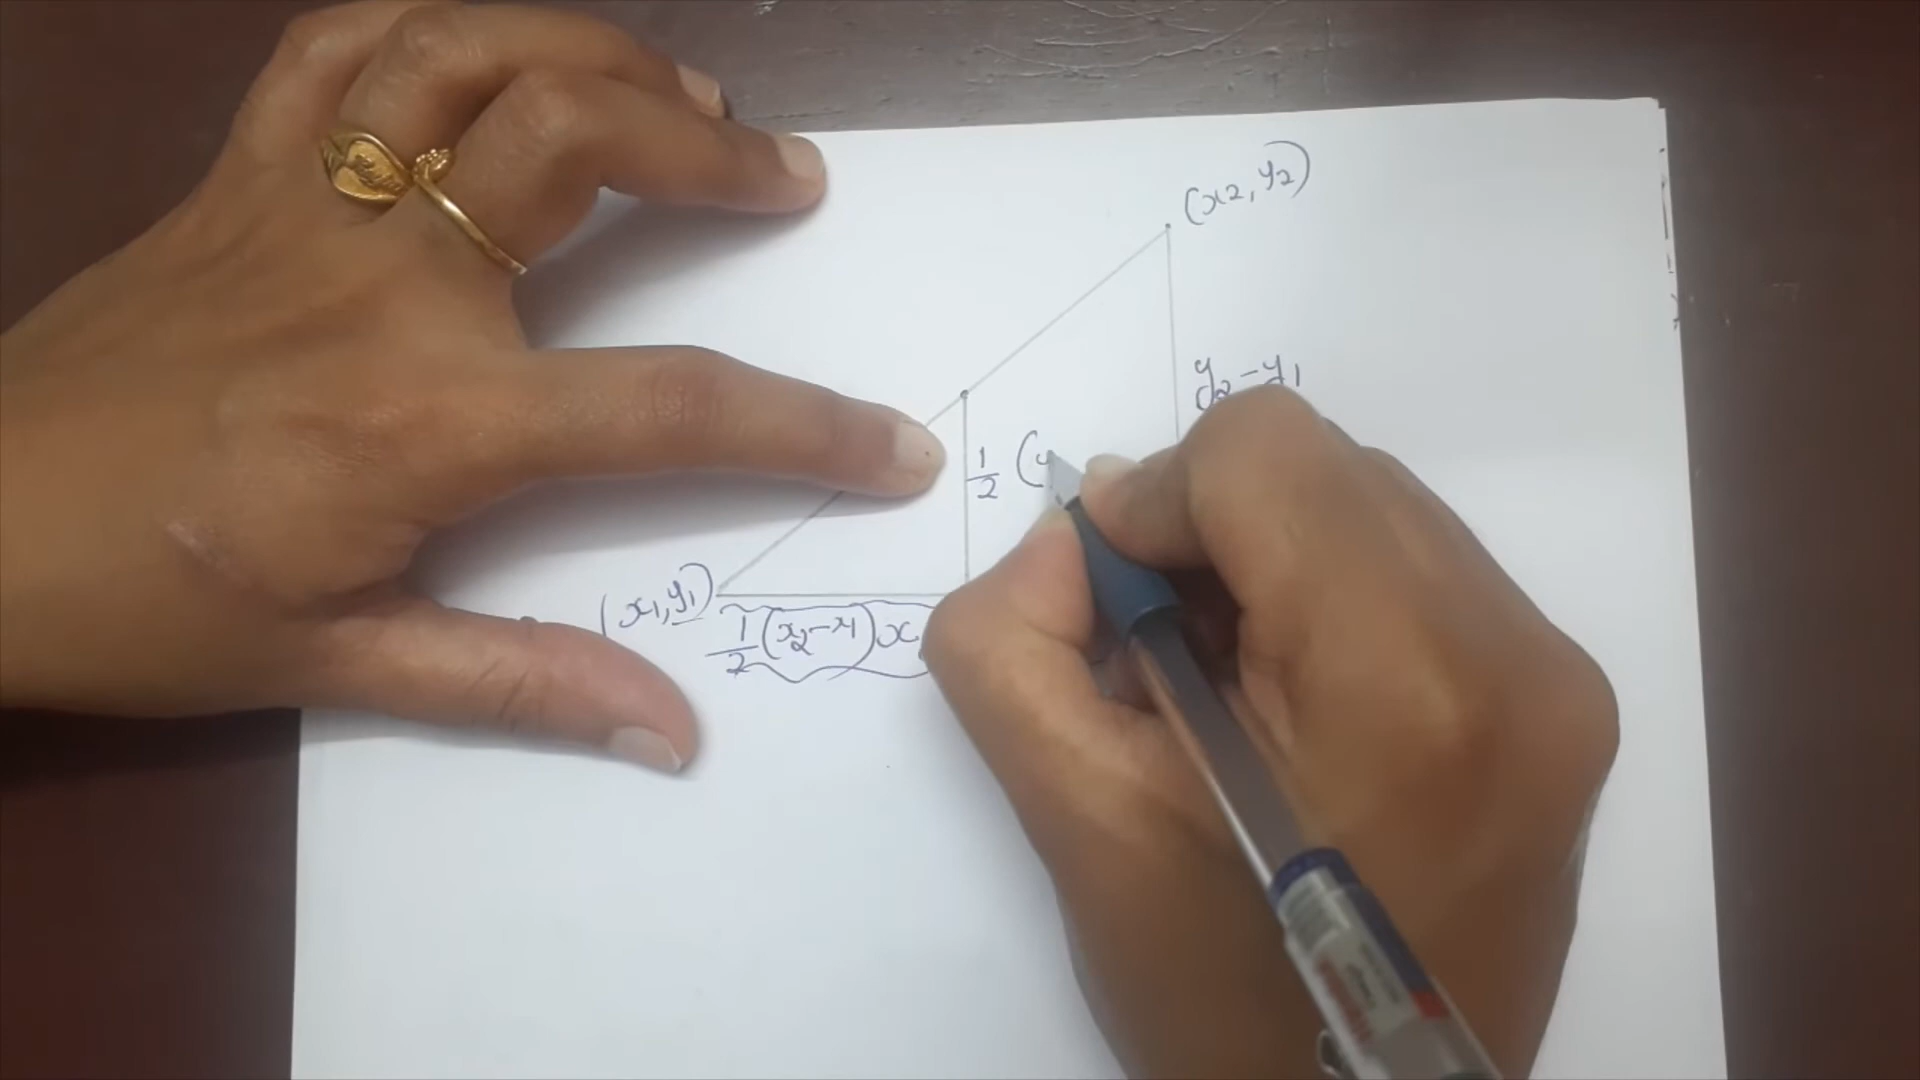 (x2, y2)
y2 - y1
1/2 (y
(x1, y1)
1/2 (x2 - x1) x